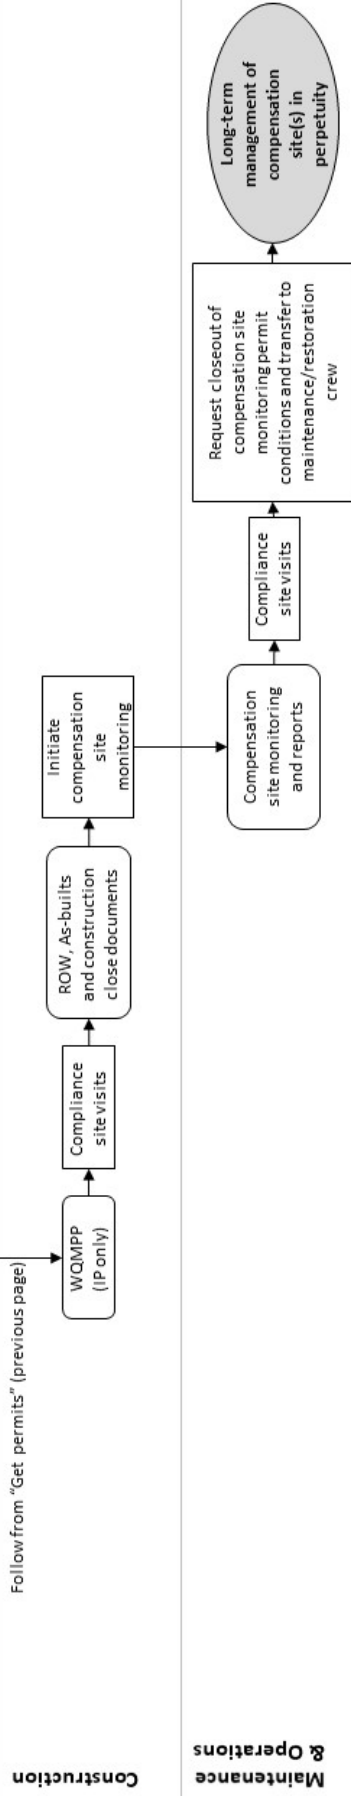 Construction
Follow from "Get permits" (previous page)
WQMPP
(IP only)
Compliance
site visits
ROW, As-builts
and construction
close documents
Initiate
compensation
site
monitoring
Maintenance
& Operations
Compensation
site monitoring
and reports
Compliance
site visits
Request closeout of
compensation site
monitoring permit
conditions and transfer to
maintenance/restoration
crew
Long-term
management of
compensation
site(s) in
perpetuity